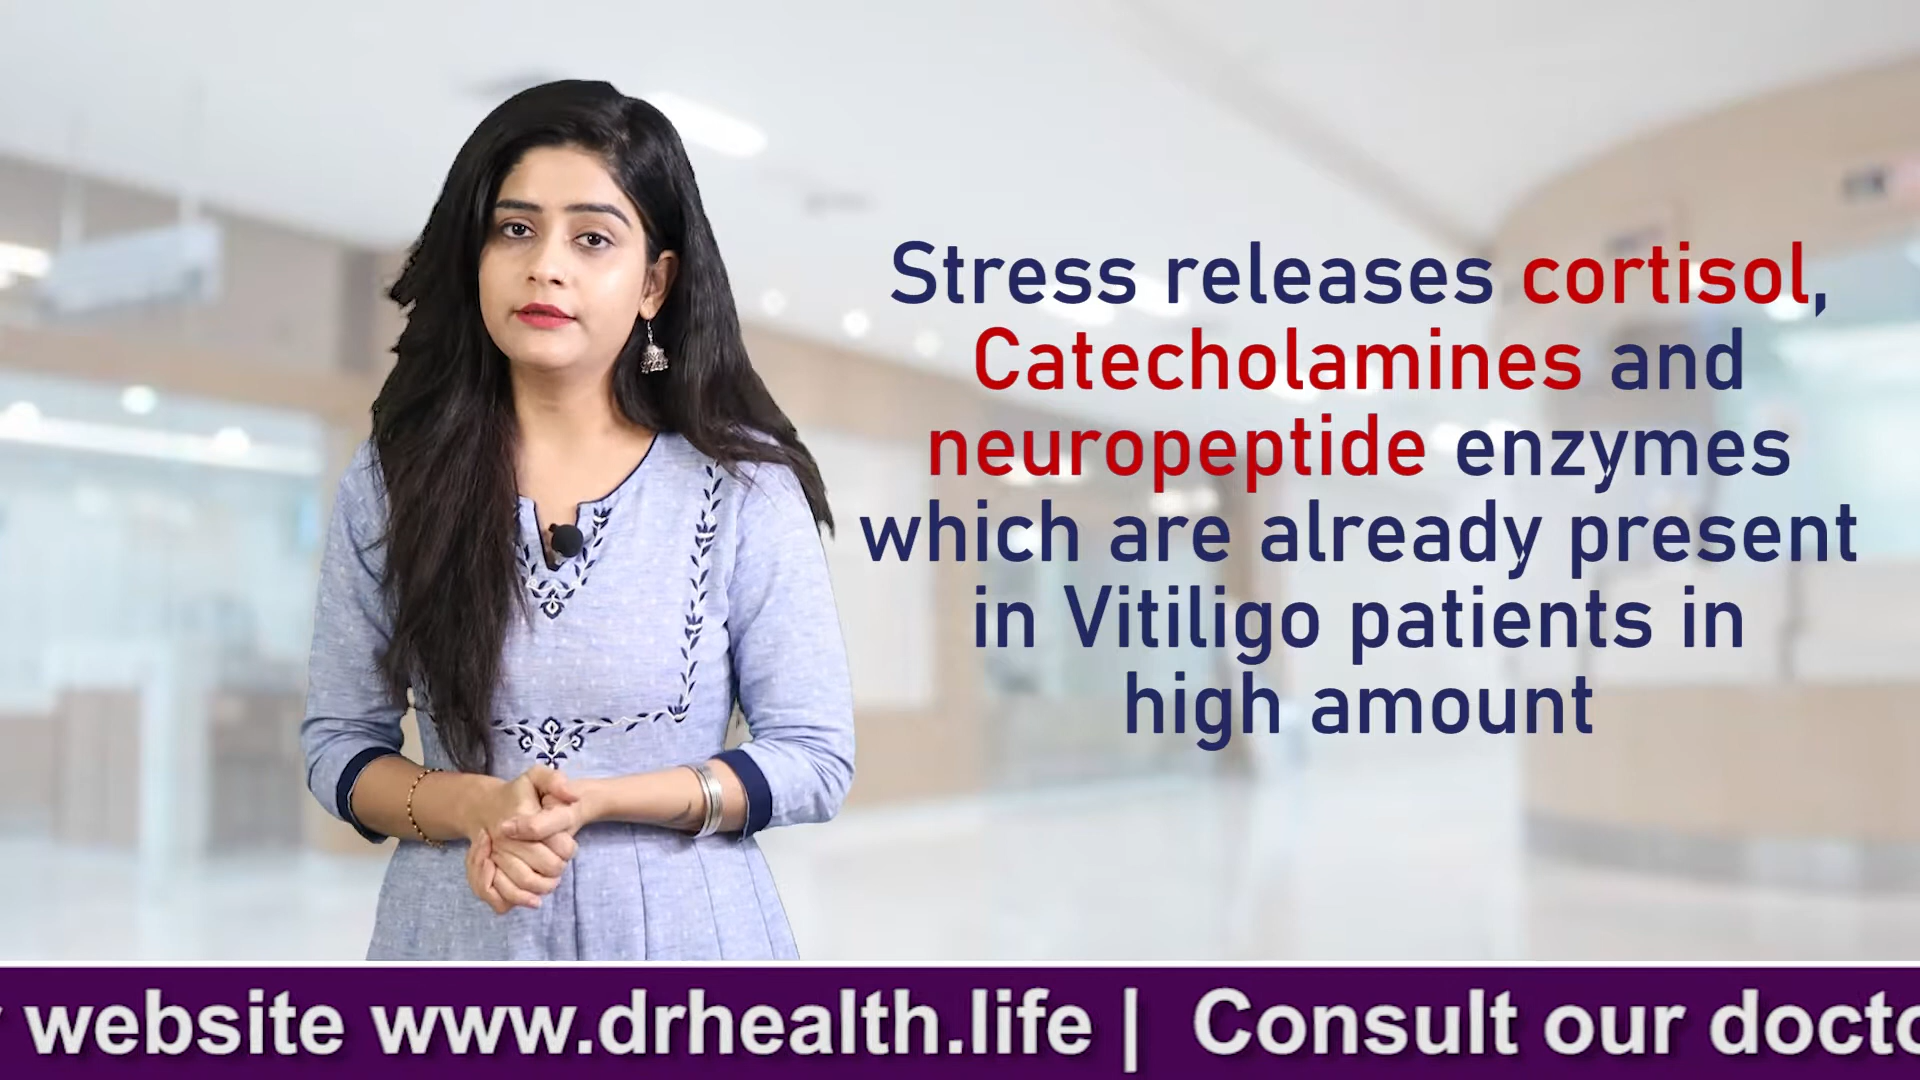 Stress releases cortisol,
Catecholamines and
neuropeptide enzymes
which are already present
in Vitiligo patients in
high amount
website www.drhealth.life | Consult our